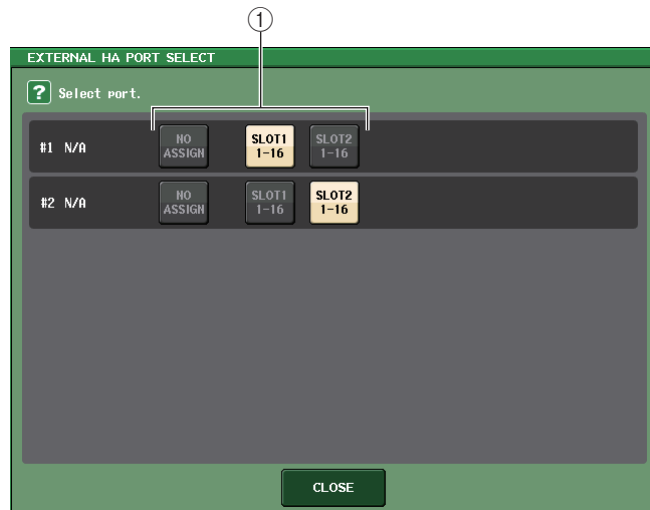 ①
EXTERNAL HA PORT SELECT
? Select port.
#1 N/A
NO
ASSIGN
SLOT1
1-16
SLOT2
1-16
#2 N/A
NO
ASSIGN
SLOT1
1-16
SLOT2
1-16
CLOSE